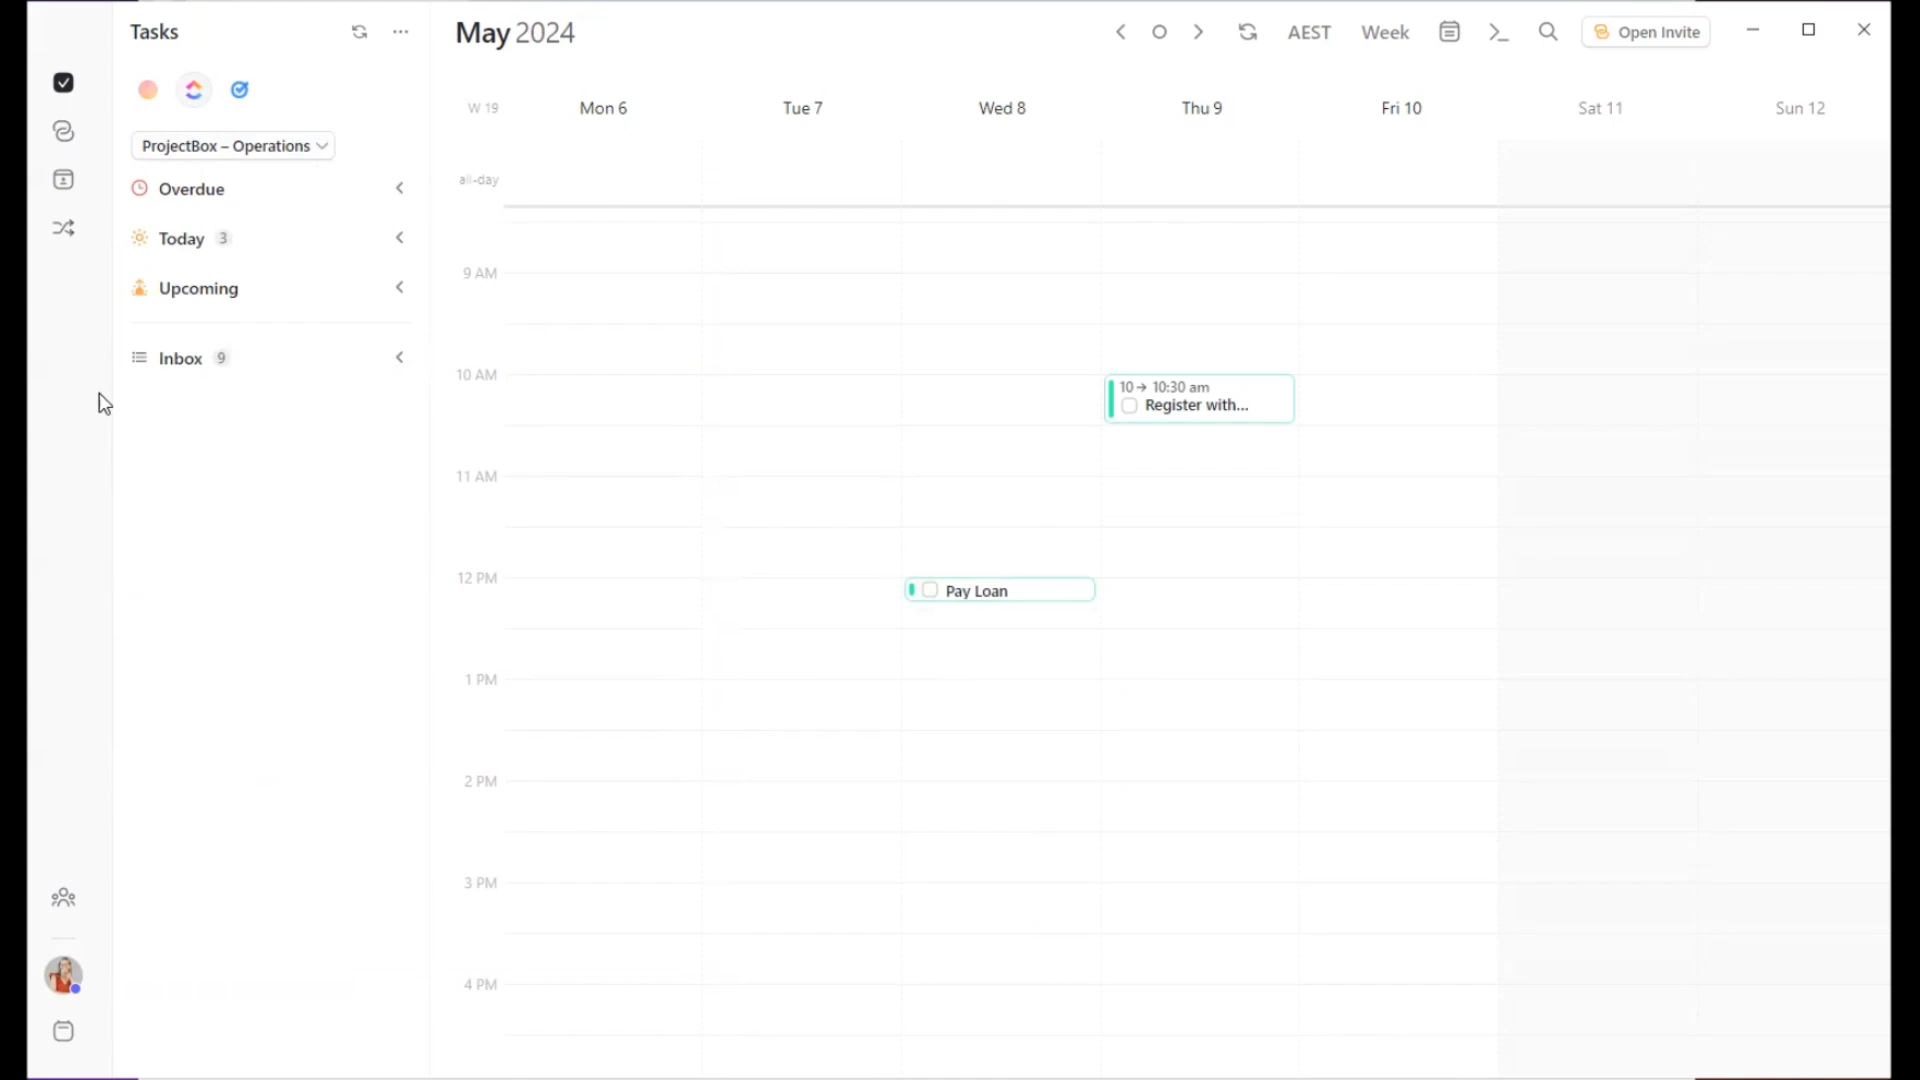 Tasks
ProjectBox – Operations
Overdue
Today 3
Upcoming
Inbox 9
May 2024
AEST
Week
Open Invite
W 19
Mon 6
Tue 7
Wed 8
Thu 9
Fri 10
Sat 11
Sun 12
all-day
9 AM
10 AM
10 → 10:30 am
Register with...
11 AM
12 PM
Pay Loan
1 PM
2 PM
3 PM
4 PM